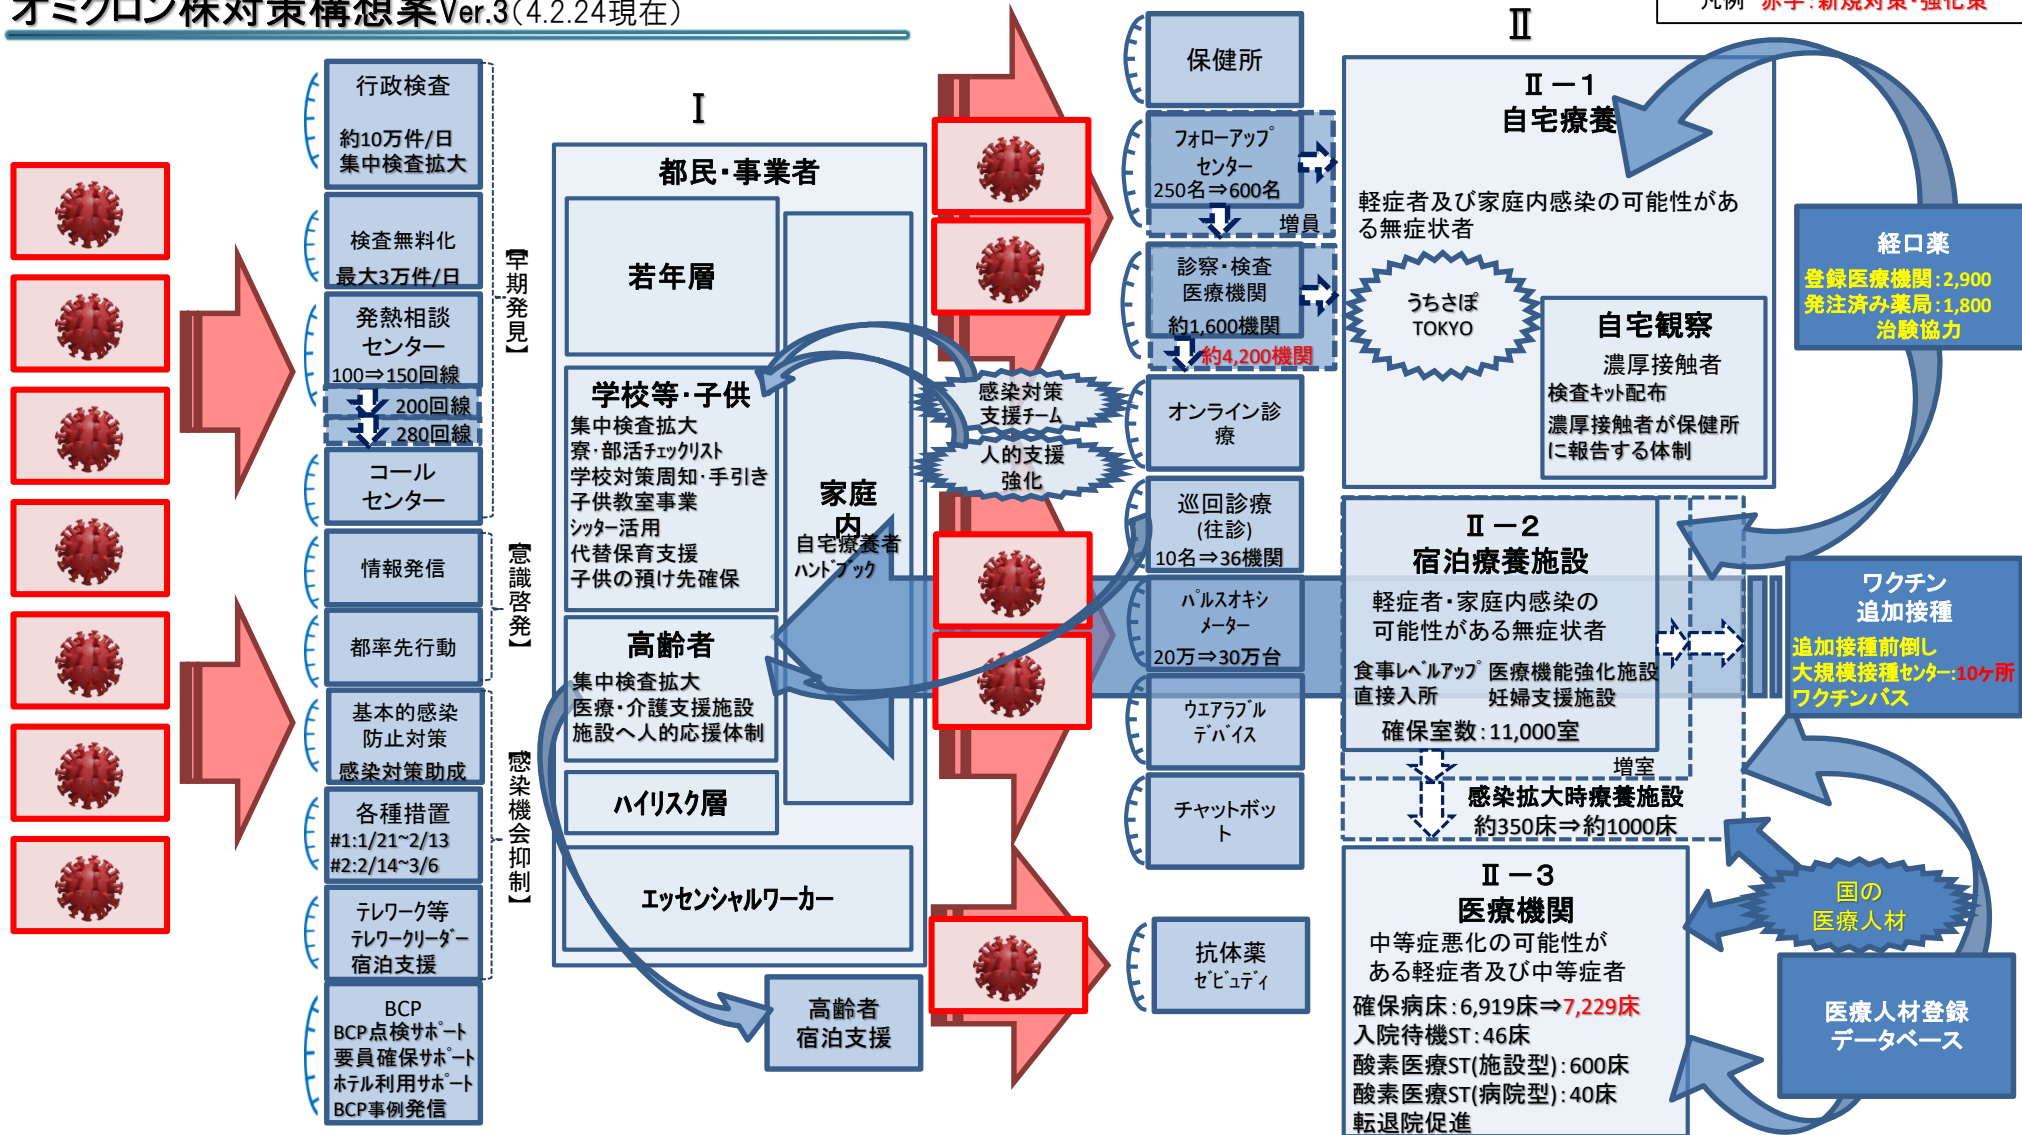 オミクロン株対策構想案Ver.3(4.2.24現在)
凡例 赤字:新規対策・強化策
行政検査
約10万件/日
集中検査拡大
検査無料化
最大3万件/日
発熱相談
センター
100⇒150回線
200回線
280回線
コール
センター
【早期発見】
情報発信
都率先行動
【意識啓発】
基本的感染
防止対策
感染対策助成
各種措置
#1:1/21~2/13
#2:2/14~3/6
テレワーク等
テレワークリーダー
宿泊支援
【感染機会抑制】
BCP
BCP点検サポート
要員確保サポート
ホテル利用サポート
BCP事例発信
Ⅰ
都民・事業者
若年層
学校等・子供
集中検査拡大
寮・部活チェックリスト
学校対策周知・手引き
子供教室事業
シッター活用
代替保育支援
子供の預け先確保
家庭
内
自宅療養者
ハンドブック
高齢者
集中検査拡大
医療・介護支援施設
施設へ人的応援体制
ハイリスク層
エッセンシャルワーカー
高齢者
宿泊支援
感染対策
支援チーム
人的支援
強化
保健所
フォローアップ
センター
250名⇒600名
増員
診察・検査
医療機関
約1,600機関
約4,200機関
オンライン診
療
巡回診療
(往診)
10名⇒36機関
パルスオキシ
メーター
20万⇒30万台
ウエアラブル
デバイス
チャットボッ
ト
抗体薬
ゼビュディ
Ⅱ
Ⅱ-1
自宅療養
軽症者及び家庭内感染の可能性があ
る無症状者
うちさぽ
TOKYO
自宅観察
濃厚接触者
検査キット配布
濃厚接触者が保健所
に報告する体制
Ⅱ-2
宿泊療養施設
軽症者・家庭内感染の
可能性がある無症状者
食事レベルアップ 医療機能強化施設
直接入所 妊婦支援施設
確保室数:11,000室
増室
感染拡大時療養施設
約350床⇒約1000床
Ⅱ-3
医療機関
中等症悪化の可能性が
ある軽症者及び中等症者
確保病床:6,919床⇒7,229床
入院待機ST:46床
酸素医療ST(施設型):600床
酸素医療ST(病院型):40床
転退院促進
経口薬
登録医療機関:2,900
発注済み薬局:1,800
治験協力
ワクチン
追加接種
追加接種前倒し
大規模接種センター:10ヶ所
ワクチンバス
国の
医療人材
医療人材登録
データベース